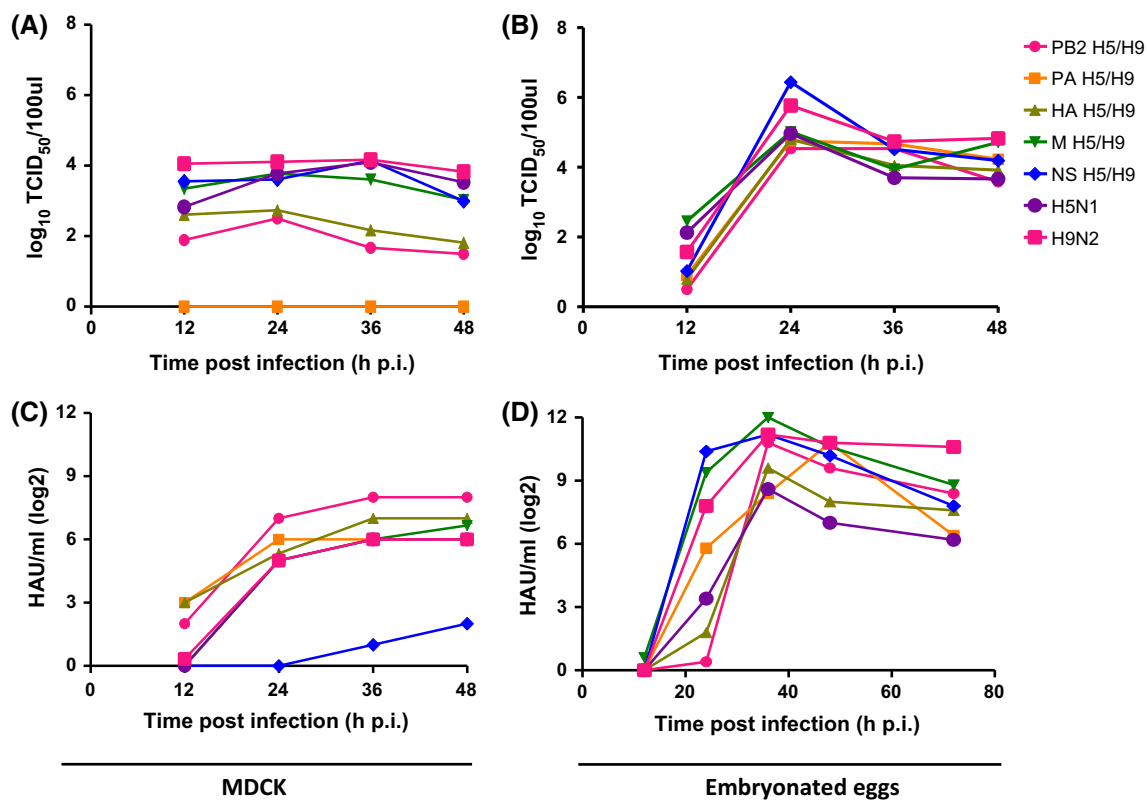 (A)
8
6
4
2
0
log10 TCID50/100ul
0 12 24 36 48
Time post infection (h p.i.)
(B)
8
6
4
2
0
log10 TCID50/100ul
0 12 24 36 48
Time post infection (h p.i.)
PB2 H5/H9
PA H5/H9
HA H5/H9
M H5/H9
NS H5/H9
H5N1
H9N2
(C)
12
9
6
3
0
HAU/ml (log2)
0 12 24 36 48
Time post infection (h p.i.)
(D)
12
9
6
3
0
HAU/ml (log2)
0 20 40 60 80
Time post infection (h p.i.)
MDCK
Embryonated eggs